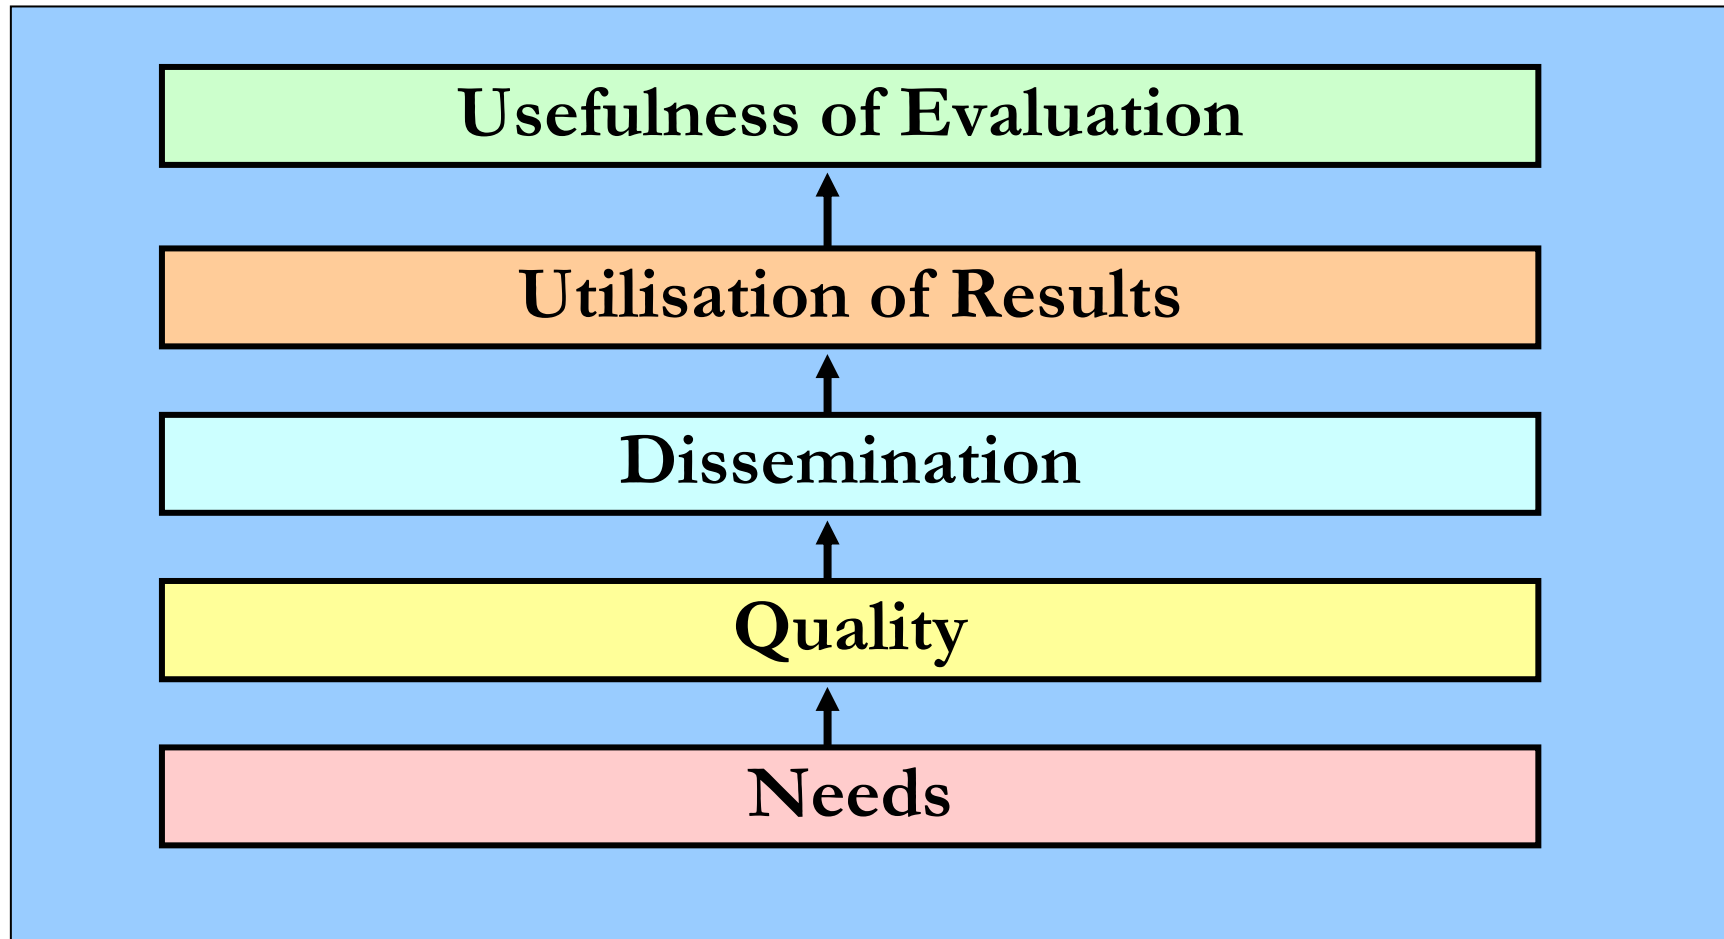 Usefulness of Evaluation
Utilisation of Results
Dissemination
Quality
Needs